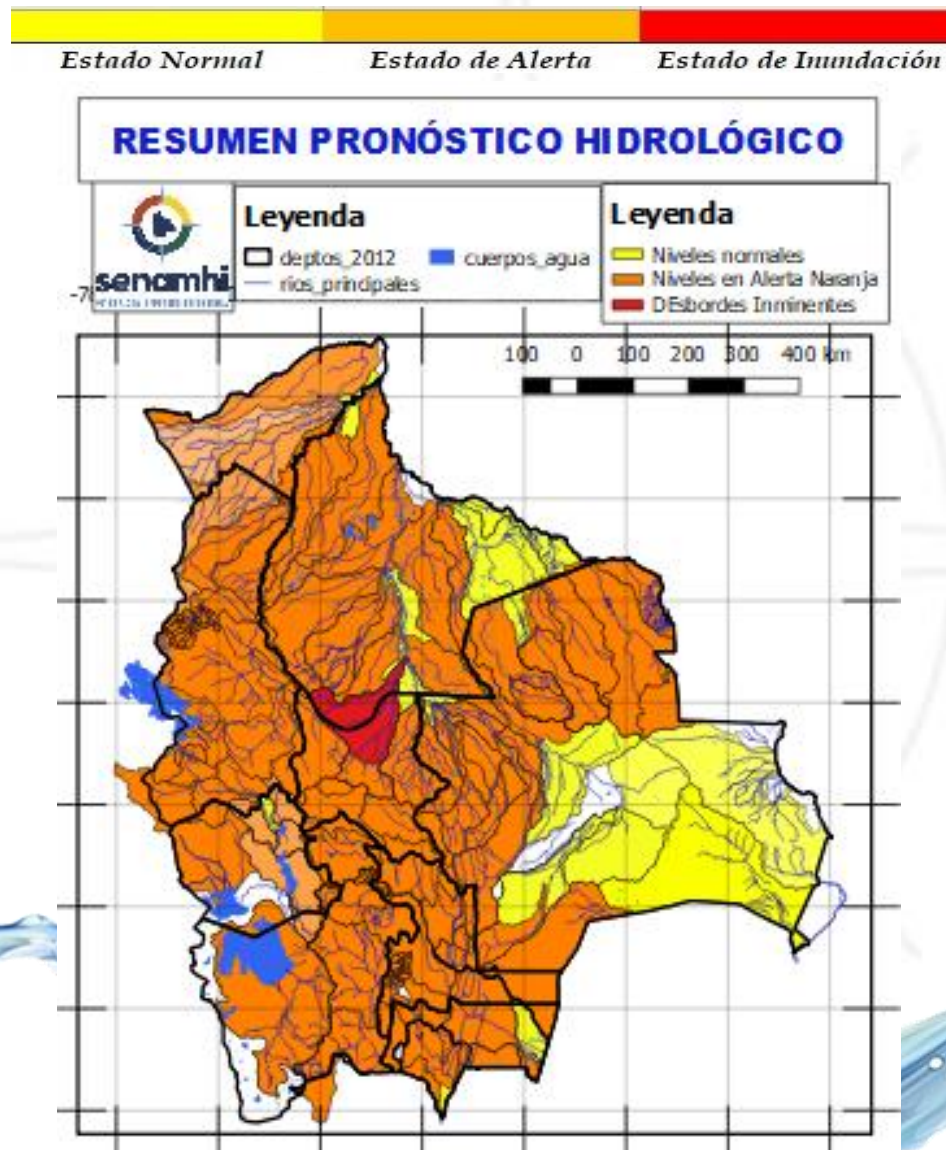 Estado Normal
Estado de Alerta
Estado de Inundación
RESUMEN PRONÓSTICO HIDROLÓGICO
senamhi
Leyenda
deptos_2012
cuerpos_agua
rios_principales
Leyenda
Niveles normales
Niveles en Alerta Naranja
DEsbordes Inminentes
100 0 100 200 300 400 km